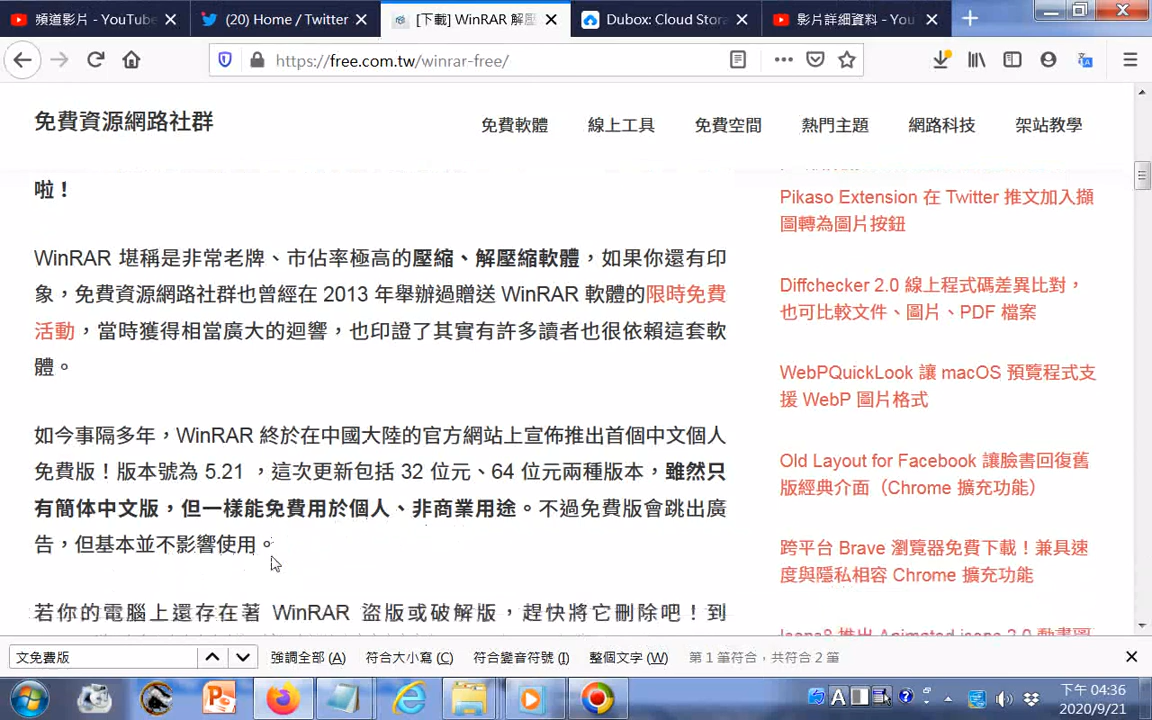 頻道影片 - YouTube
(20) Home / Twitter
[下載] WinRAR 解壓
Dubox: Cloud Stora
影片詳細資料 - You
https://free.com.tw/winrar-free/
免費資源網路社群
免費軟體
線上工具
免費空間
熱門主題
網路科技
架站教學
啦！
WinRAR 堪稱是非常老牌、市佔率極高的壓縮、解壓縮軟體，如果你還有印
象，免費資源網路社群也曾經在 2013 年舉辦過贈送 WinRAR 軟體的限時免費
活動，當時獲得相當廣大的迴響，也印證了其實有許多讀者也很依賴這套軟
體。
如今事隔多年，WinRAR 終於在中國大陸的官方網站上宣佈推出首個中文個人
免費版！版本號為 5.21 ，這次更新包括 32 位元、64 位元兩種版本，雖然只
有簡体中文版，但一樣能免費用於個人、非商業用途。不過免費版會跳出廣
告，但基本並不影響使用。
若你的電腦上還存在著 WinRAR 盜版或破解版，趕快將它刪除吧！到
Pikaso Extension 在 Twitter 推文加入擷
圖轉為圖片按鈕
Diffchecker 2.0 線上程式碼差異比對，
也可比較文件、圖片、PDF 檔案
WebPQuickLook 讓 macOS 預覽程式支
援 WebP 圖片格式
Old Layout for Facebook 讓臉書回復舊
版經典介面（Chrome 擴充功能）
跨平台 Brave 瀏覽器免費下載！兼具速
度與隱私相容 Chrome 擴充功能
Icons8 推出 Animated icons 2.0 動畫圖
文免費版
強調全部 (A)
符合大小寫 (C)
符合變音符號 (I)
整個文字 (W)
第 1 筆符合，共符合 2 筆
下午 04:36
2020/9/21